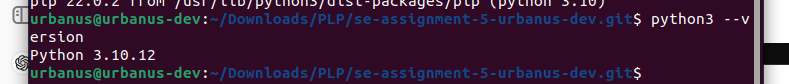 pip 22.0.2 from /usr/lib/python3/dist-packages/pip (python 3.10)
urbanus@urbanus-dev:~/Downloads/PLP/se-assignment-5-urbanus-dev.git$ python3 --v
ersion
Python 3.10.12
urbanus@urbanus-dev:~/Downloads/PLP/se-assignment-5-urbanus-dev.git$